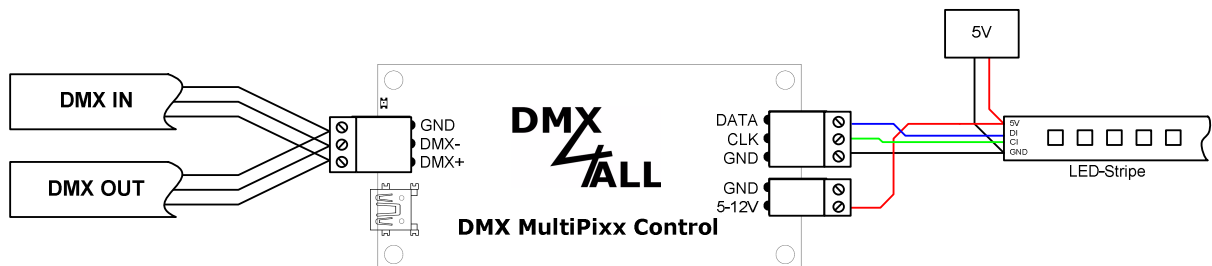 5V
DMX IN
DMX OUT
GND
DMX-
DMX+
DMX
4
ALL
DMX MultiPixx Control
DATA
CLK
GND
GND
5-12V
5V
DI
CI
GND
LED-Stripe